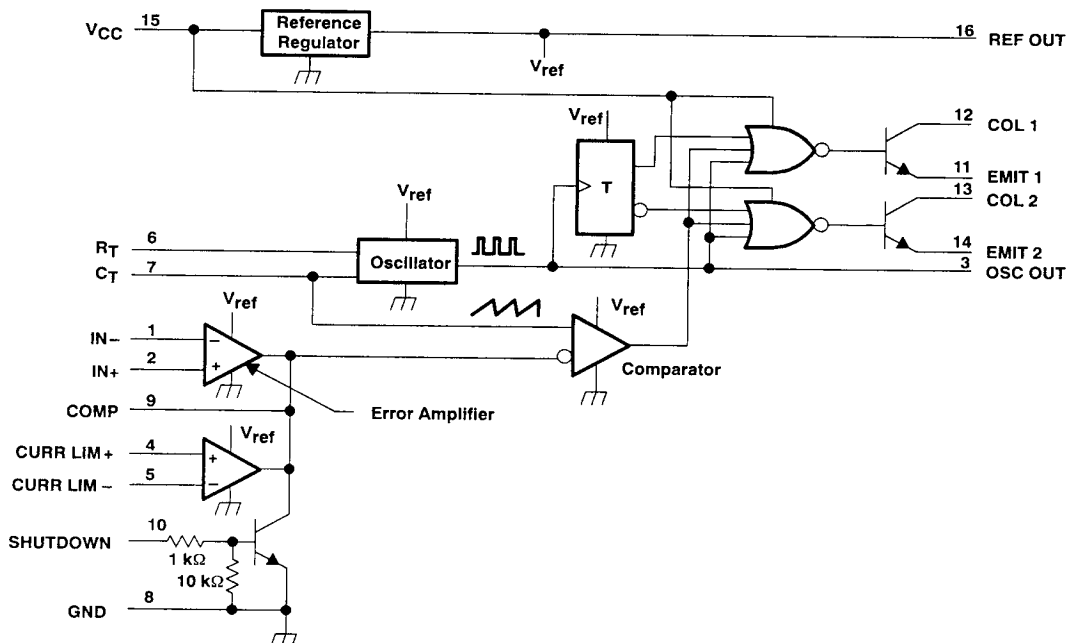 VCC 15
Reference
Regulator
16 REF OUT
Vref
Vref
12 COL 1
11 EMIT 1
T
13 COL 2
14 EMIT 2
Vref
RT 6
Oscillator
CT 7
3 OSC OUT
Vref
Vref
IN− 1
−
IN+ 2
+
Comparator
COMP 9
Error Amplifier
Vref
CURR LIM+ 4
+
CURR LIM− 5
−
SHUTDOWN 10
1 kΩ
10 kΩ
GND 8